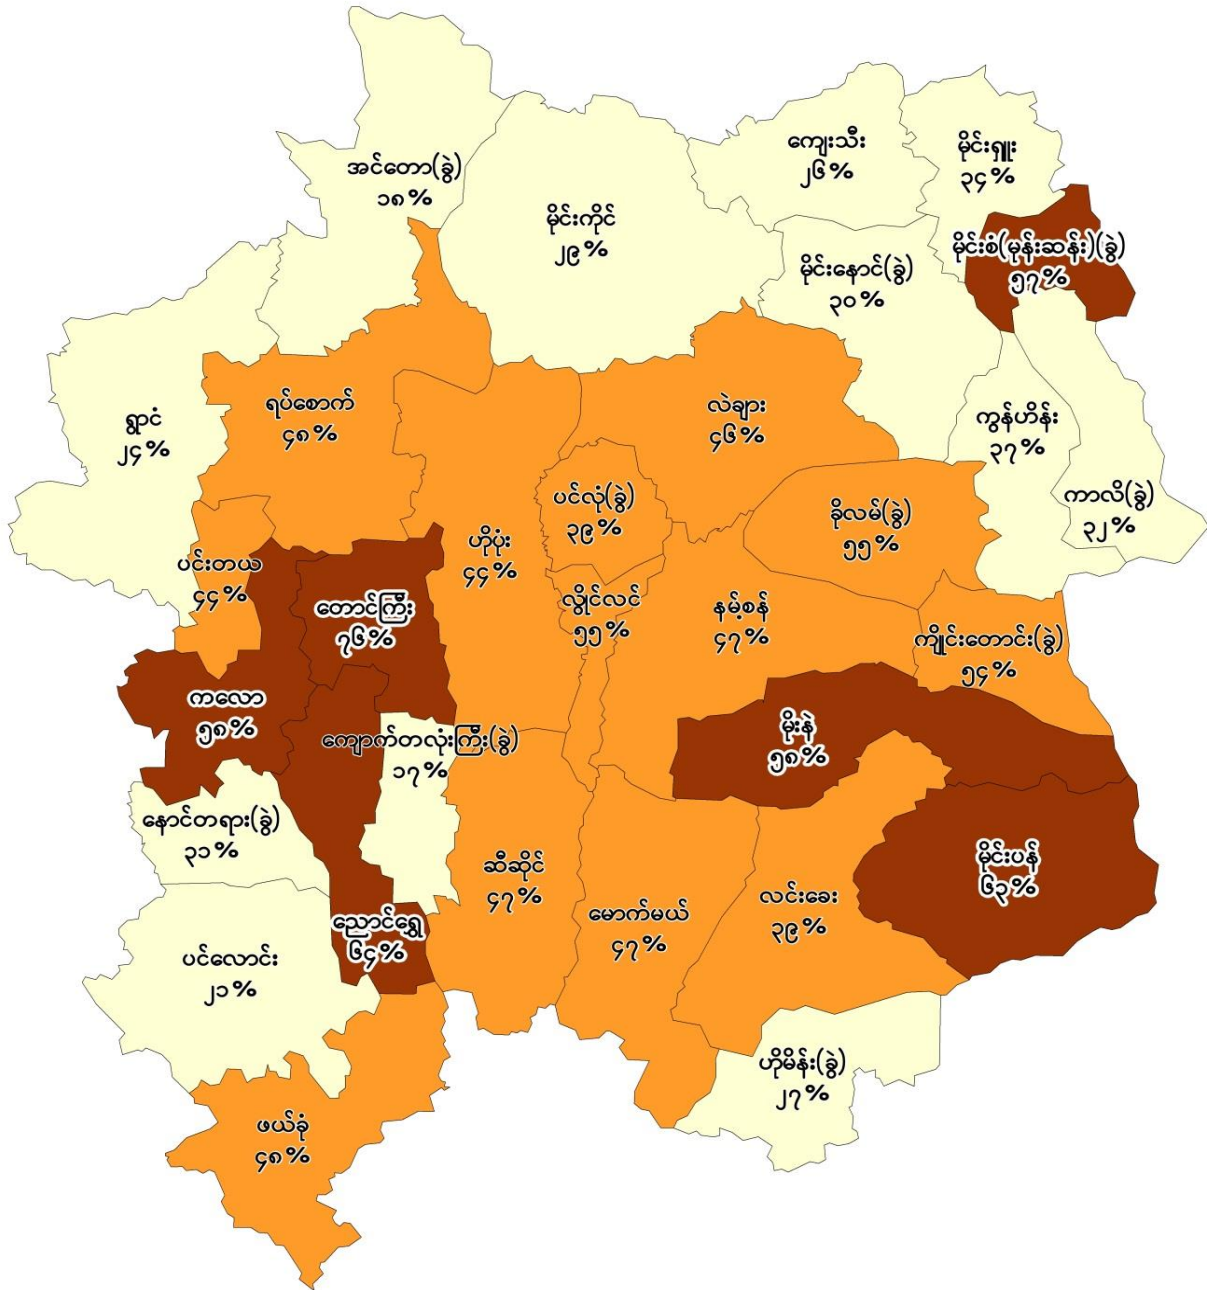 အင်တော(ခွဲ)
၁၈%
မိုင်းကိုင်
၂၉%
ကျေးသီး
၂၆%
မိုင်းရှူး
၃၄%
မိုင်းစံ(မုန်းဆန်း)(ခွဲ)
၅၇%
မိုင်းနောင်(ခွဲ)
၃၀%
ရွာငံ
၂၄%
ရပ်စောက်
၄၈%
လဲချား
၄၆%
ကွန်ဟိန်း
၃၇%
ကာလိ(ခွဲ)
၃၂%
ပင်လုံ(ခွဲ)
၃၉%
ခိုလမ်(ခွဲ)
၅၅%
ပင်းတယ
၄၄%
ဟိုပုံး
၄၄%
တောင်ကြီး
၇၆%
လွိုင်လင်
၅၅%
နမ့်စန်
၄၇%
ကျိုင်းတောင်း(ခွဲ)
၅၄%
ကလော
၅၈%
ကျောက်တလုံးကြီး(ခွဲ)
၁၇%
မိုးနဲ
၅၈%
နောင်တရား(ခွဲ)
၃၁%
ဆီဆိုင်
၄၇%
မိုင်းပန်
၆၃%
ညောင်ရွှေ
၆၄%
မောက်မယ်
၄၇%
လင်းခေး
၃၉%
ပင်လောင်း
၂၁%
ဟိုမိန်း(ခွဲ)
၂၇%
ဖယ်ခုံ
၄၈%